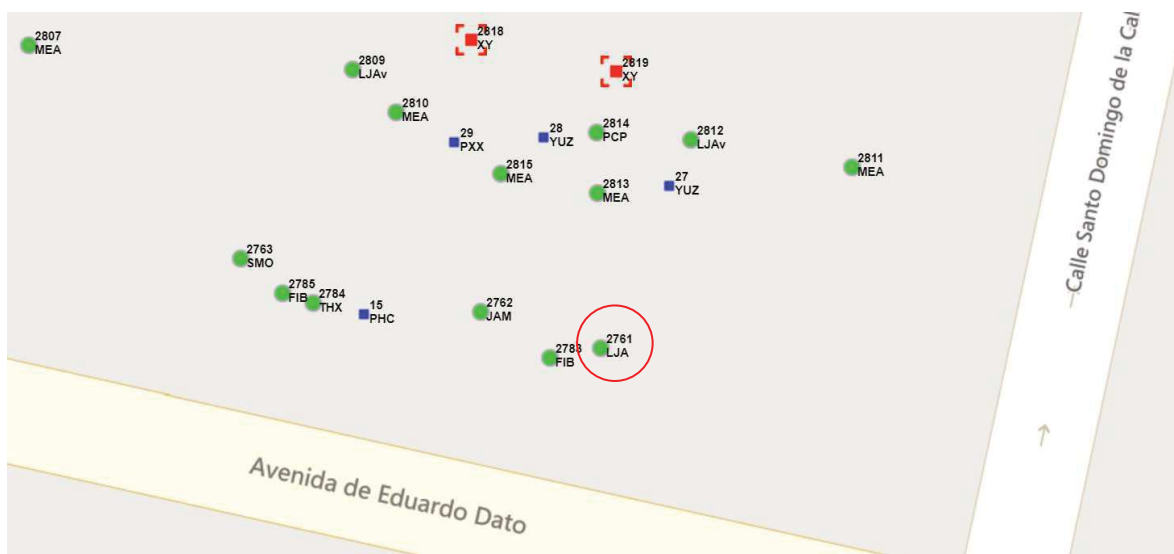 2807
MEA
2818
XY
2809
LJAv
2819
XY
2810
MEA
29
PXX
28
YUZ
2814
PCP
2812
LJAv
2815
MEA
2813
MEA
27
YUZ
2811
MEA
2763
SMO
2785
FIB
2784
THX
15
PHC
2762
JAM
2783
FIB
2761
LJA
Avenida de Eduardo Dato
Calle Santo Domingo de la Cal